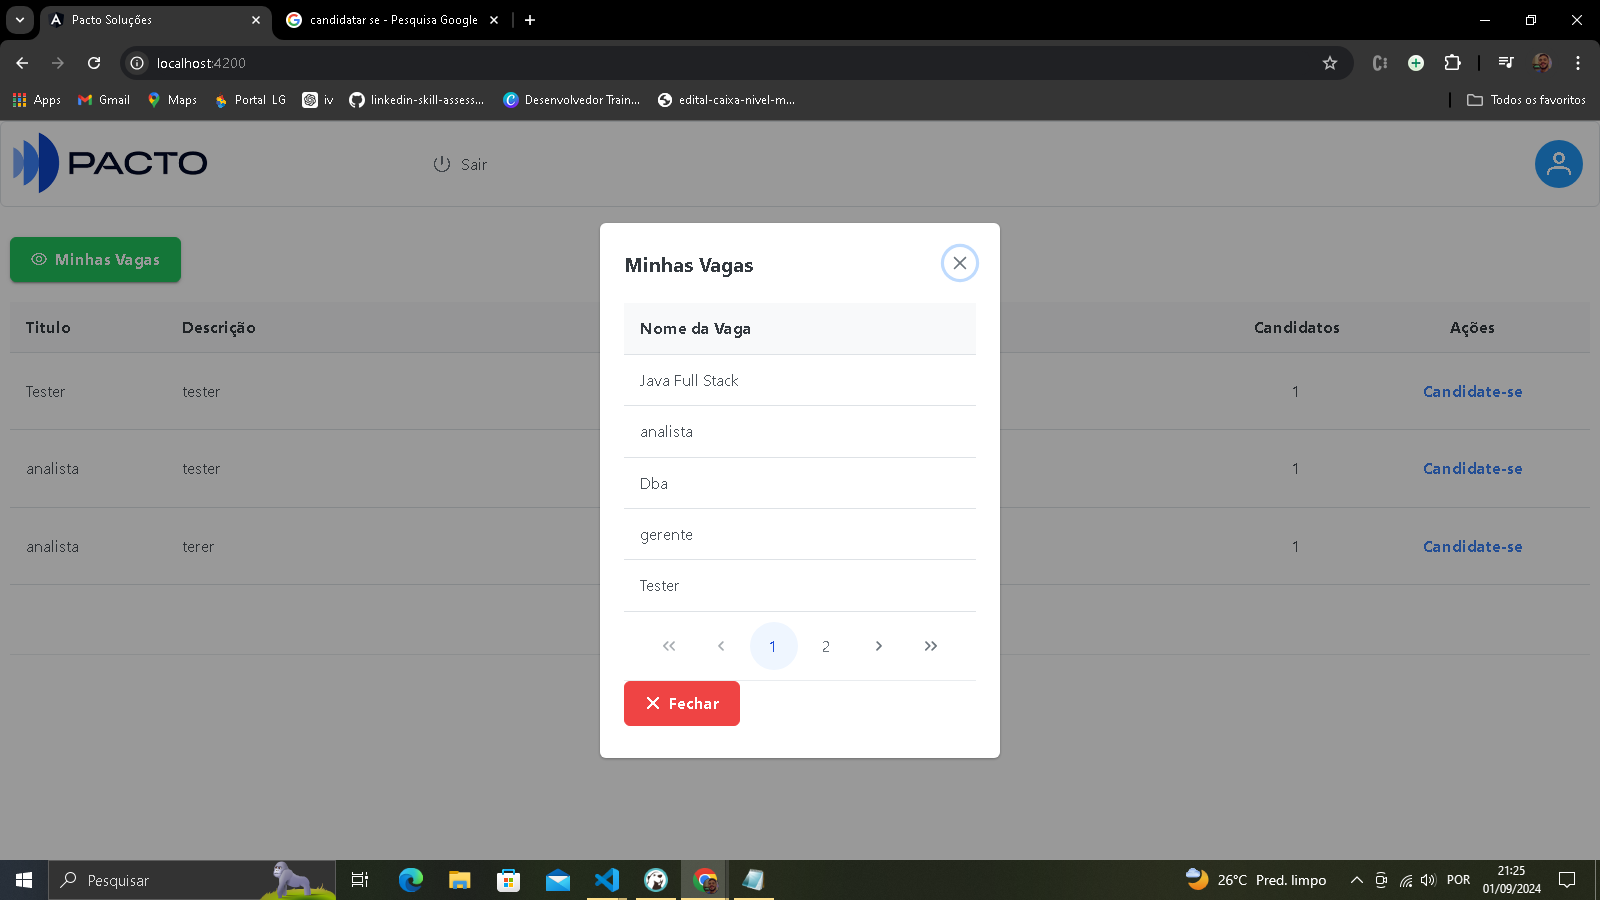 Pacto Soluções
candidatar se - Pesquisa Google
localhost:4200
Apps
Gmail
Maps
Portal LG
iv
linkedin-skill-assess...
Desenvolvedor Train...
edital-caixa-nivel-m...
Todos os favoritos
PACTO
Sair
Minhas Vagas
Titulo
Descrição
Candidatos
Ações
Tester
tester
1
Candidate-se
analista
tester
1
Candidate-se
analista
terer
1
Candidate-se
Minhas Vagas
Nome da Vaga
Java Full Stack
analista
Dba
gerente
Tester
1
2
Fechar
Pesquisar
26°C Pred. limpo
POR
21:25
01/09/2024